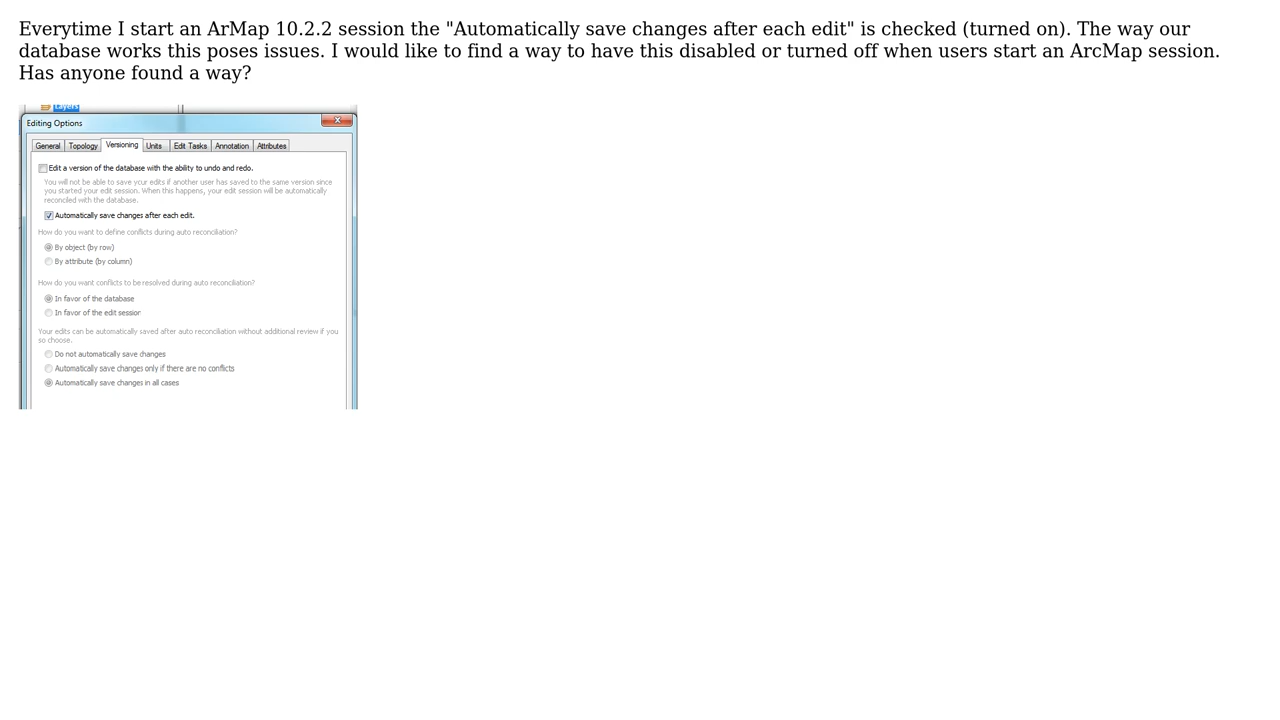 Everytime I start an ArMap 10.2.2 session the "Automatically save changes after each edit" is checked (turned on). The way our
database works this poses issues. I would like to find a way to have this disabled or turned off when users start an ArcMap session.
Has anyone found a way?
Layers
Editing Options
General Topology Versioning Units Edit Tasks Annotation Attributes
Edit a version of the database with the ability to undo and redo.
You will not be able to save your edits if another user has saved to the same version since
you started your edit session. When this happens, your edit session will be automatically
reconciled with the database.
Automatically save changes after each edit.
How do you want to define conflicts during auto reconciliation?
By object (by row)
By attribute (by column)
How do you want conflicts to be resolved during auto reconciliation?
In favor of the database
In favor of the edit session
Your edits can be automatically saved after auto reconciliation without additional review if you
so choose.
Do not automatically save changes
Automatically save changes only if there are no conflicts
Automatically save changes in all cases